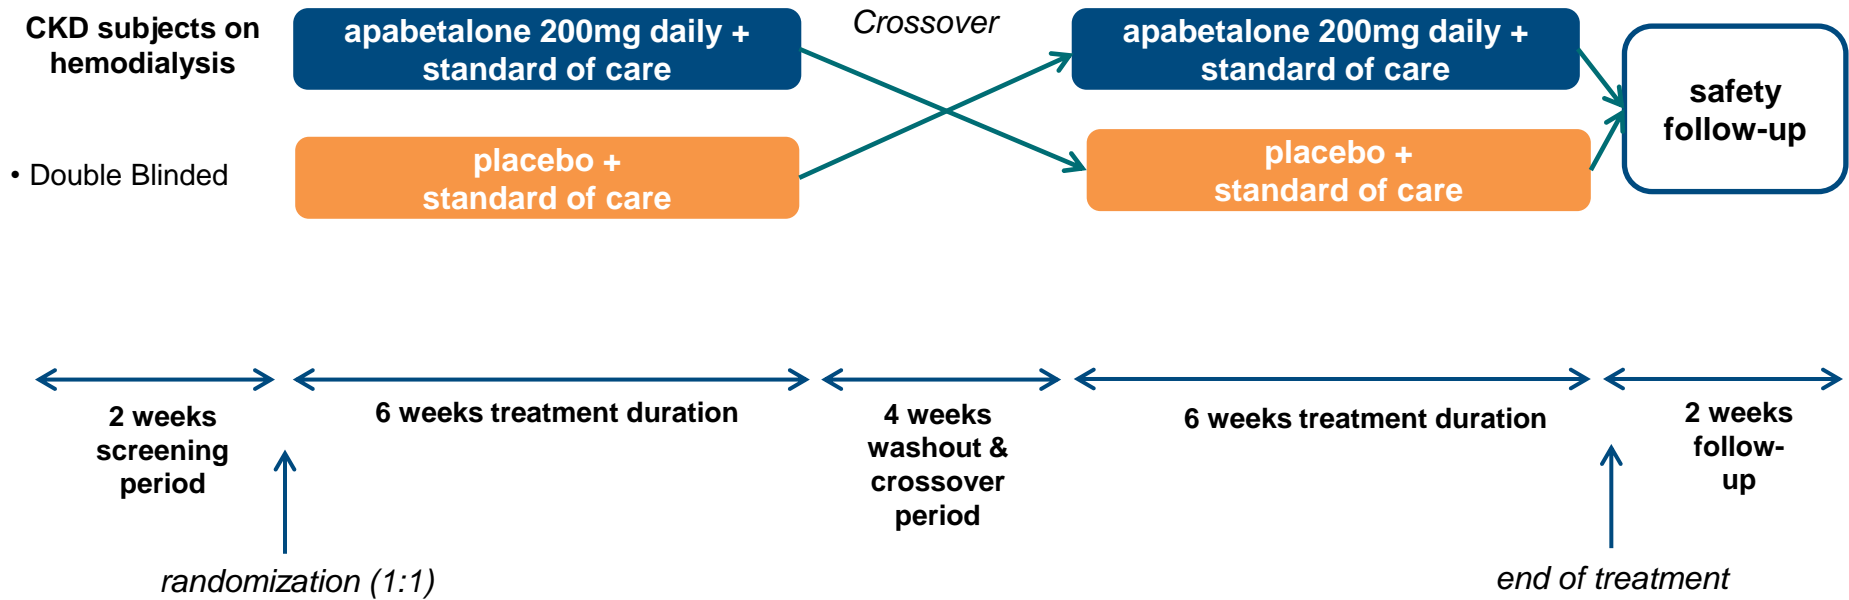 CKD subjects on
hemodialysis
• Double Blinded
apabetalone 200mg daily +
standard of care
placebo +
standard of care
Crossover
apabetalone 200mg daily +
standard of care
placebo +
standard of care
safety
follow-up
2 weeks
screening
period
6 weeks treatment duration
4 weeks
washout &
crossover
period
6 weeks treatment duration
2 weeks
follow-
up
randomization (1:1)
end of treatment